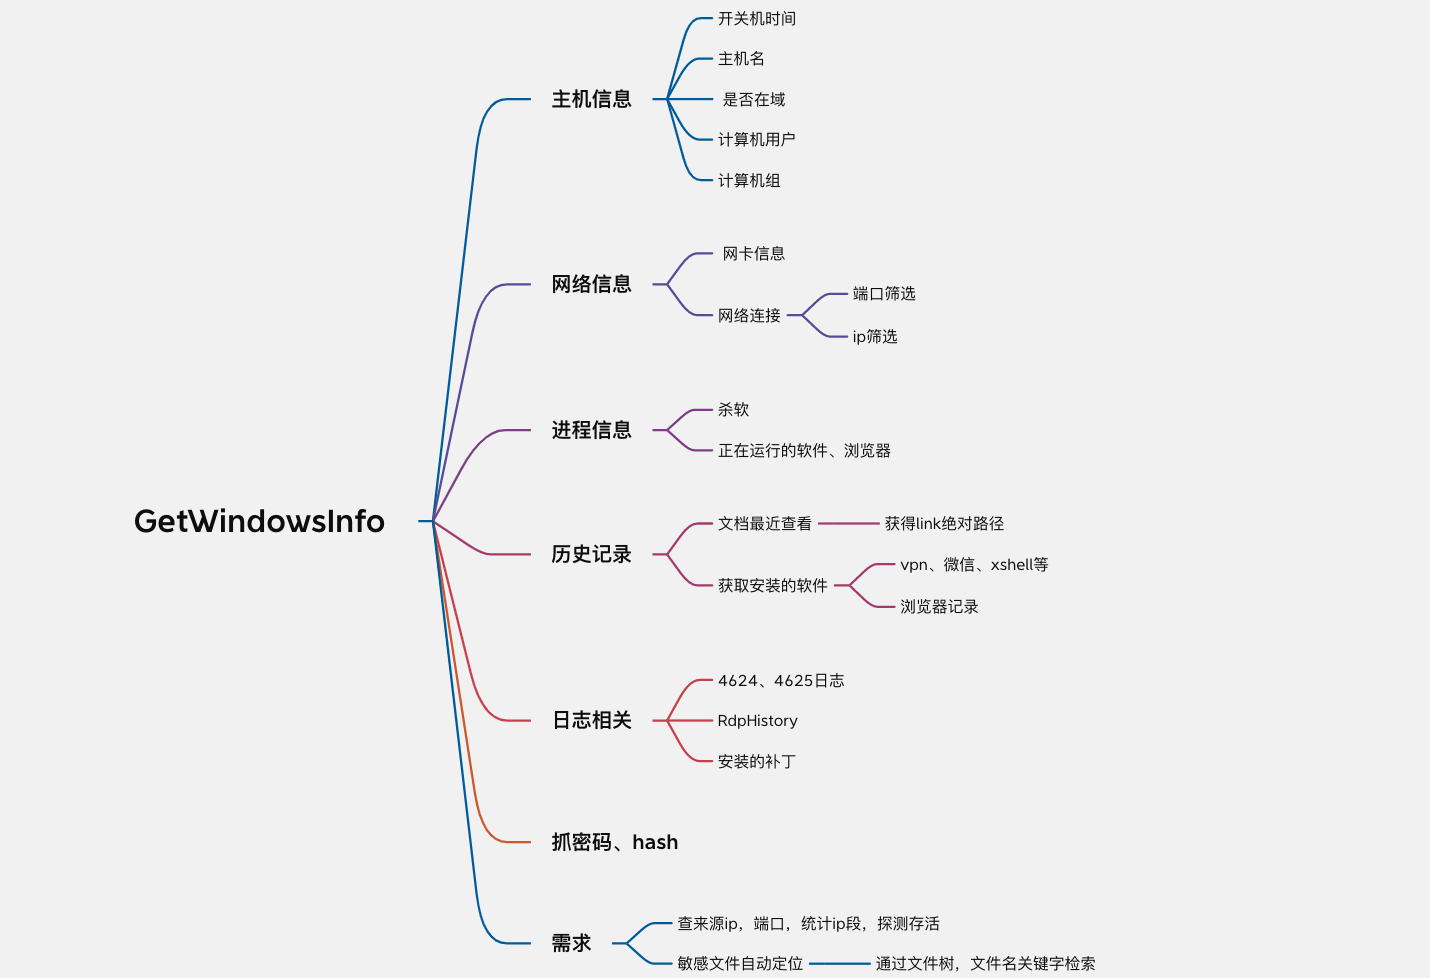 GetWindowsInfo
主机信息
开关机时间
主机名
是否在域
计算机用户
计算机组
网络信息
网卡信息
网络连接
端口筛选
ip筛选
进程信息
杀软
正在运行的软件、浏览器
历史记录
文档最近查看
获得link绝对路径
获取安装的软件
vpn、微信、xshell等
浏览器记录
日志相关
4624、4625日志
RdpHistory
安装的补丁
抓密码、hash
需求
查来源ip，端口，统计ip段，探测存活
敏感文件自动定位
通过文件树，文件名关键字检索